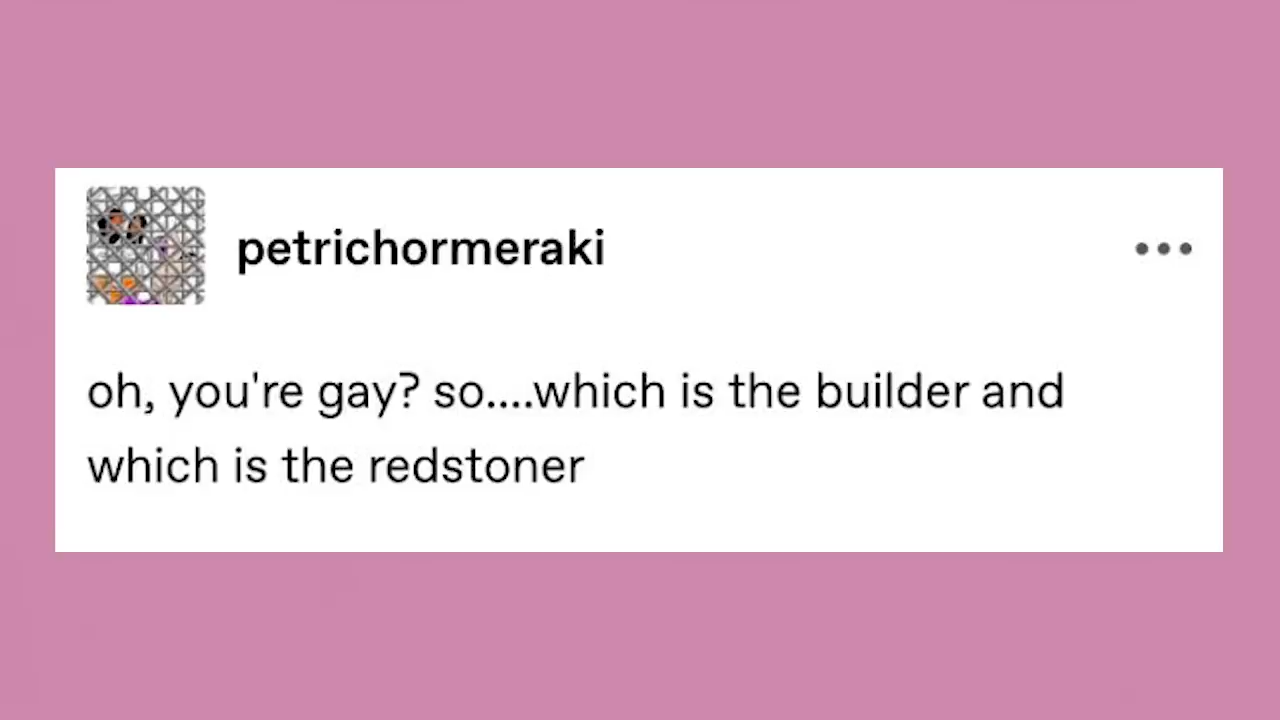 petrichormeraki
oh, you're gay? so....which is the builder and
which is the redstoner